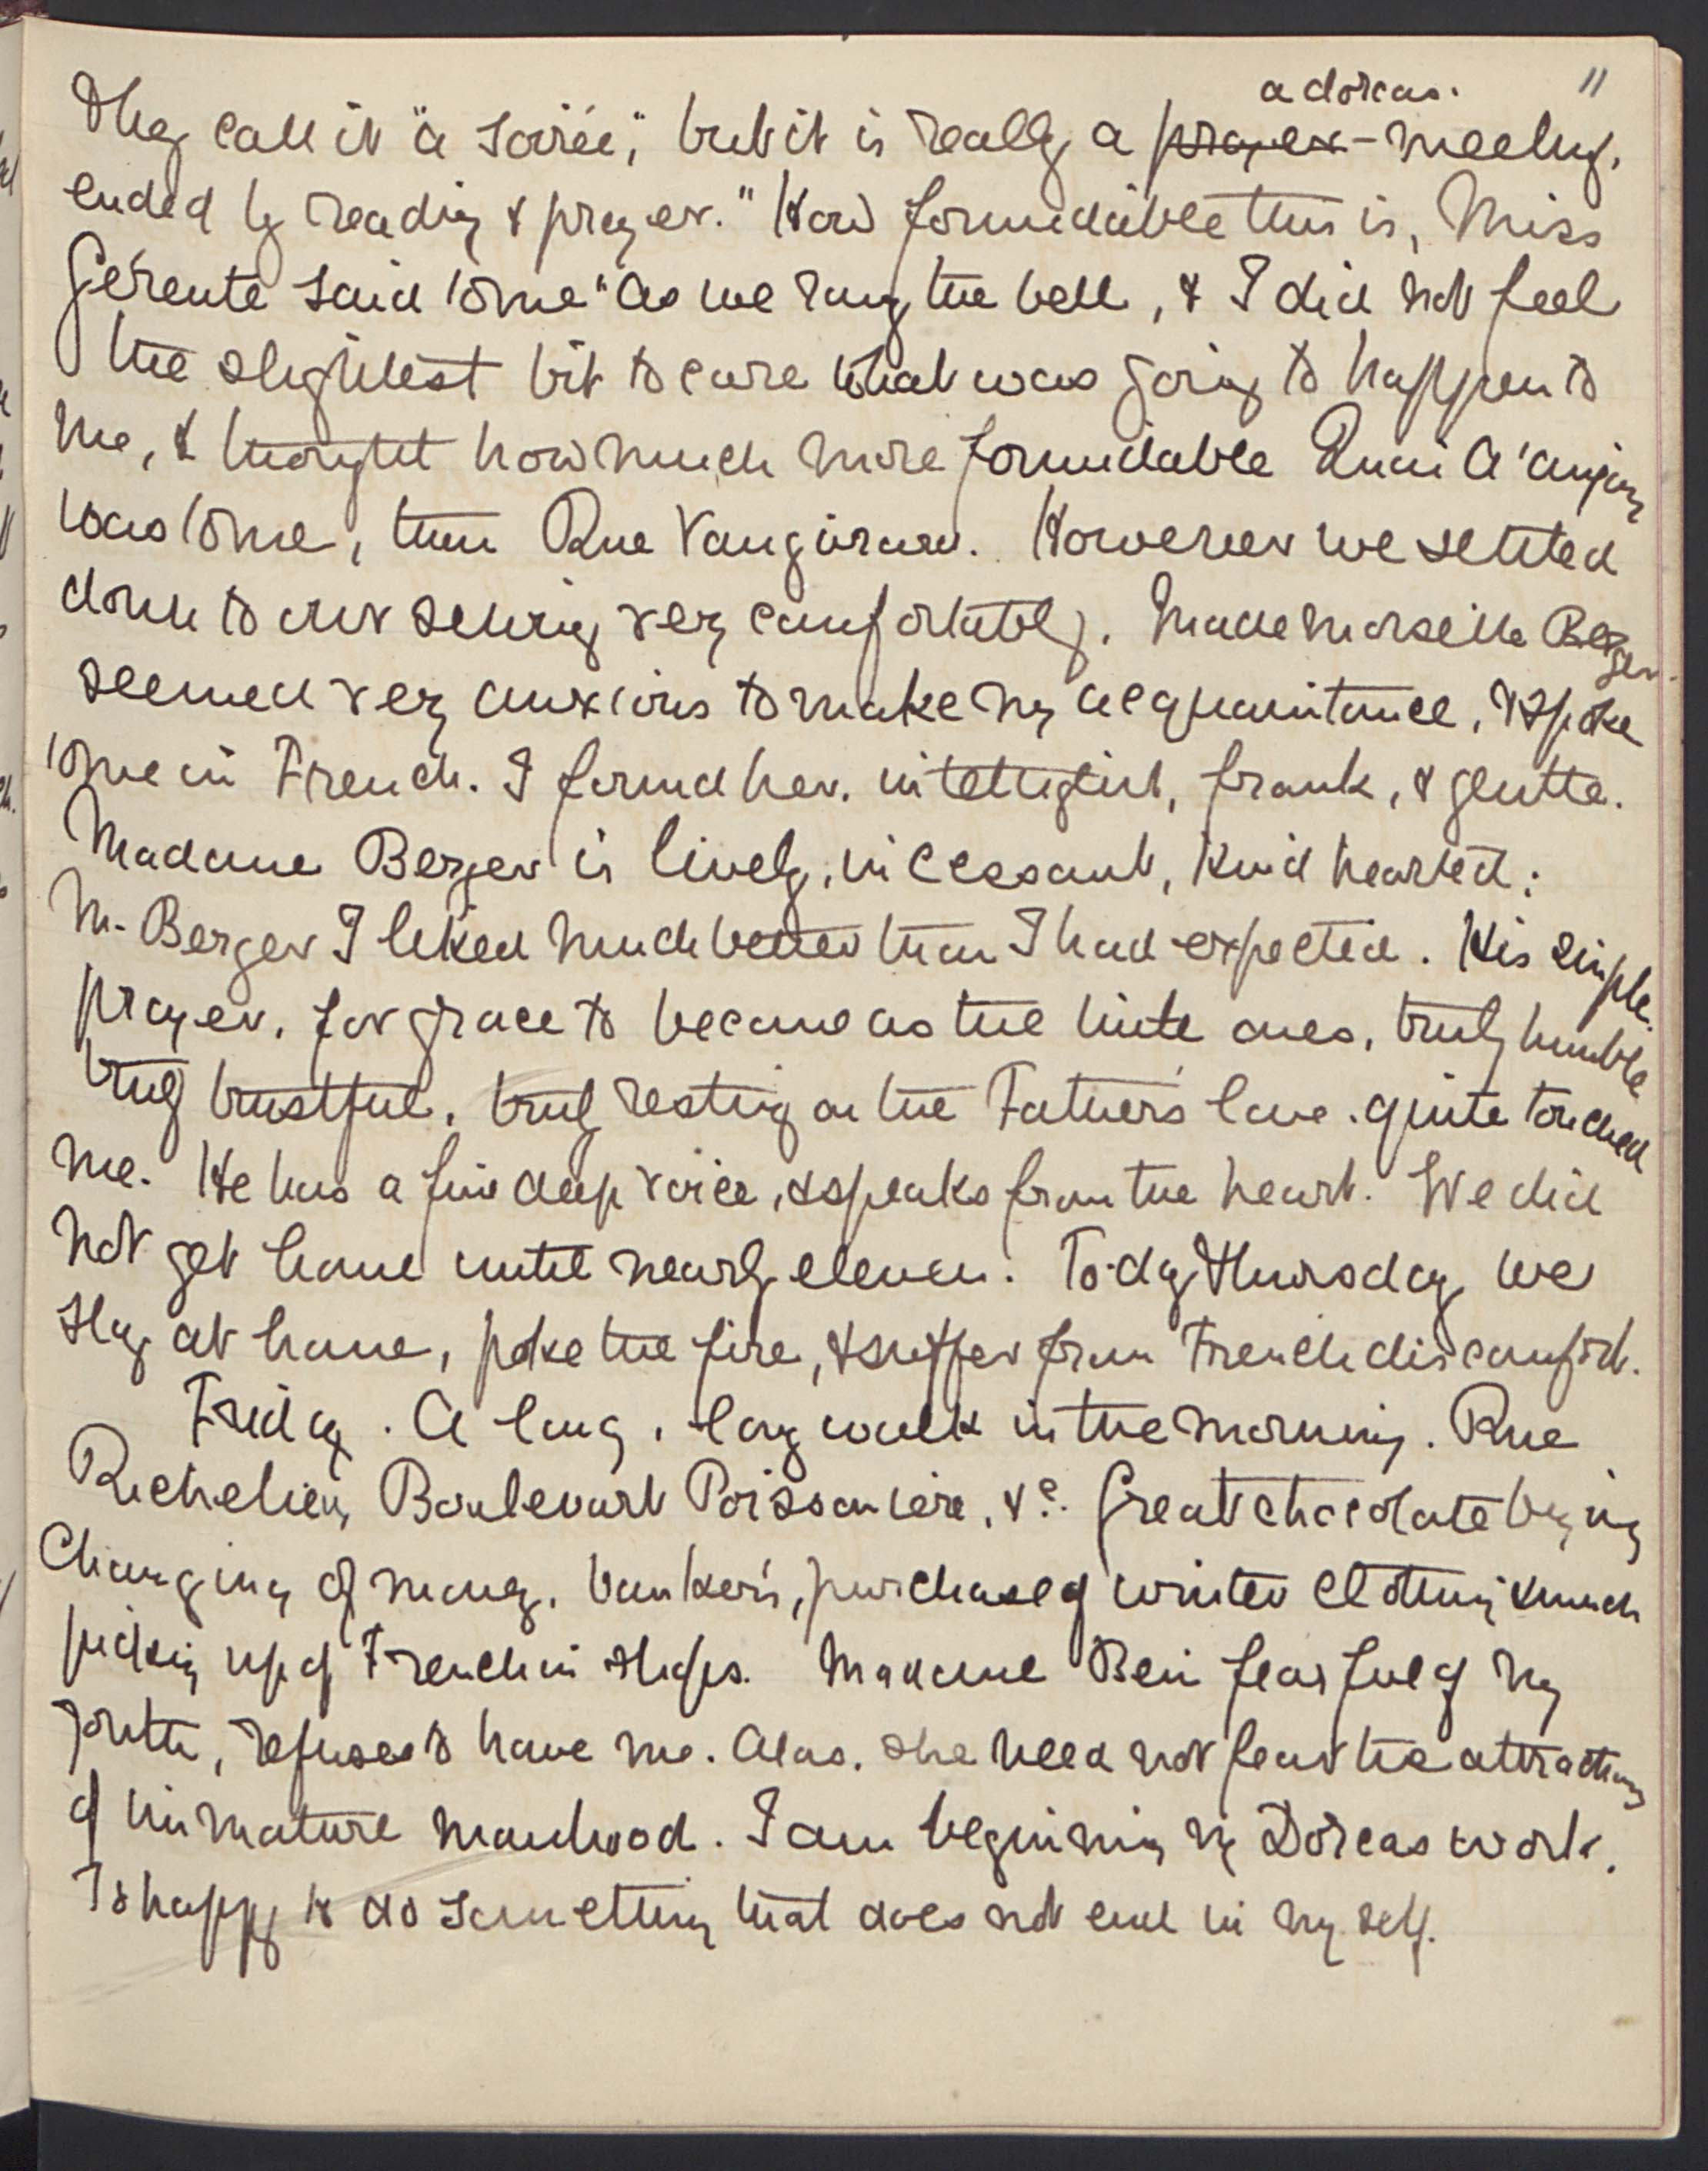 11
a dorcas.
They call it "a soirée," but it is really a prayer-meeting,
ended by reading & prayer." How formidable this is, Miss
Gérente said to me "as we rang the bell, & I did not feel
the slightest bit to care what was going to happen to
me, & thought how much more formidable Quai d'anjou
was to me, than Rue Vaugirard. However we settled
down to our sewing very comfortably. Mademoiselle Berger
seemed very anxious to make my acquaintance, & spoke
to me in French. I found her. intelligent, frank, & gentle.
Madame Berger is lively, incessant, kind hearted;
M. Berger I liked much better than I had expected. His simple
prayer, for grace to become as the little ones, truly humble
truly trustful, truly resting on the Father's love. quite touched
me. He has a fine deep voice, & speaks from the heart. We did
not get home until nearly eleven. To-day Thursday we
stay at home, poke the fire, & suffer from French discomfort.
Friday. A long, long walk in the morning. Rue
Richelieu, Boulevart Poissoniere, &c. Great chocolate buying
Changing of money, banker's, purchase of winter clothing & much
picking up of French in shops. Madame fearful of my
youth, refuses to have me. Alas. she need not fear the attractions
of immature manhood. I am beginning my Dorcas work.
Is happy to do something that does not end in myself.